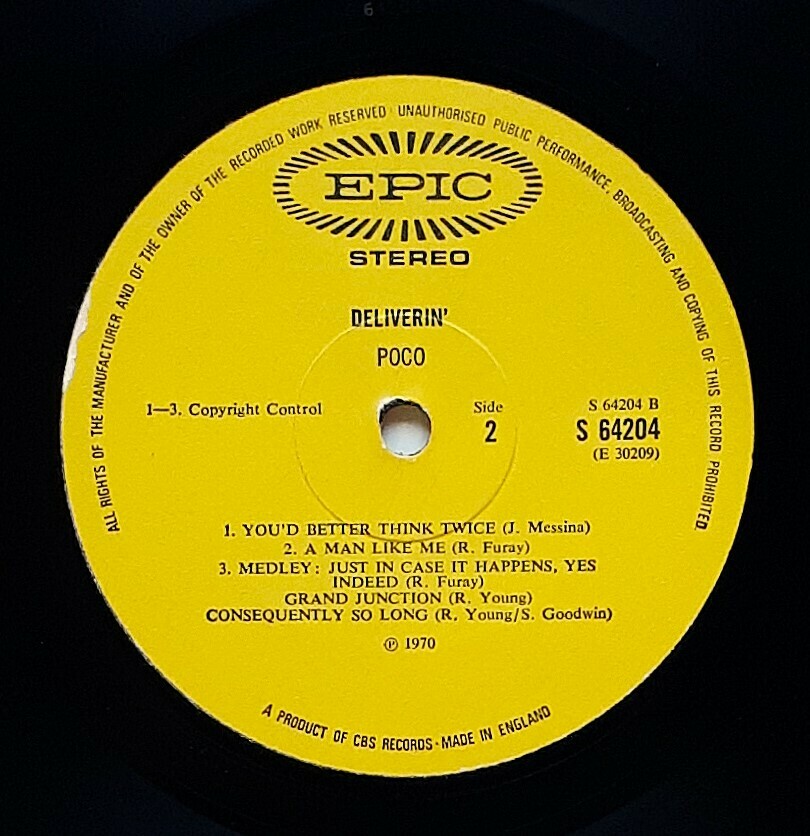 6
ALL RIGHTS OF THE MANUFACTURER AND OF THE OWNER OF THE RECORDED WORK RESERVED · UNAUTHORISED PUBLIC PERFORMANCE, BROADCASTING AND COPYING OF THIS RECORD PROHIBITED.
EPIC
STEREO
DELIVERIN'
POCO
1—3. Copyright Control
Side
2
S 64204 B
S 64204
(E 30209)
1. YOU'D BETTER THINK TWICE (J. Messina)
2. A MAN LIKE ME (R. Furay)
3. MEDLEY: JUST IN CASE IT HAPPENS, YES
INDEED (R. Furay)
GRAND JUNCTION (R. Young)
CONSEQUENTLY SO LONG (R. Young/S. Goodwin)
℗ 1970
A PRODUCT OF CBS RECORDS · MADE IN ENGLAND